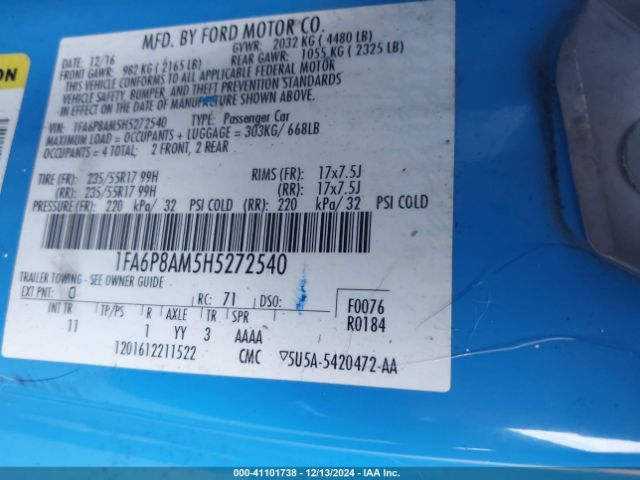 MFD. BY FORD MOTOR CO.
DATE: 12/16 GVWR: 2032 KG ( 4480 LB)
FRONT GAWR: 982 KG ( 2165 LB) REAR GAWR: 1055 KG ( 2325 LB)
THIS VEHICLE CONFORMS TO ALL APPLICABLE FEDERAL MOTOR
VEHICLE SAFETY, BUMPER, AND THEFT PREVENTION STANDARDS
IN EFFECT ON THE DATE OF MANUFACTURE SHOWN ABOVE.
VIN: 1FA6P8AM5H5272540 TYPE: Passenger Car
MAXIMUM LOAD = OCCUPANTS + LUGGAGE = 303KG/ 668LB
OCCUPANTS = 4 TOTAL; 2 FRONT, 2 REAR
TIRE (FR): 235/55R17 99H RIMS (FR): 17x7.5J
(RR): 235/55R17 99H (RR): 17x7.5J
PRESSURE (FR): 220 kPa/ 32 PSI COLD (RR): 220 kPa/ 32 PSI COLD
1FA6P8AM5H5272540
TRAILER TOWING - SEE OWNER GUIDE
EXT PNT: CI RC: 71 DSO: F0076
INT TR TP/PS R AXLE TR SPR R0184
11 1 YY 3 AAAA
1201612211522 CMC ▽5U5A-5420472-AA
ON
000-41101738 - 12/13/2024 - IAA Inc.